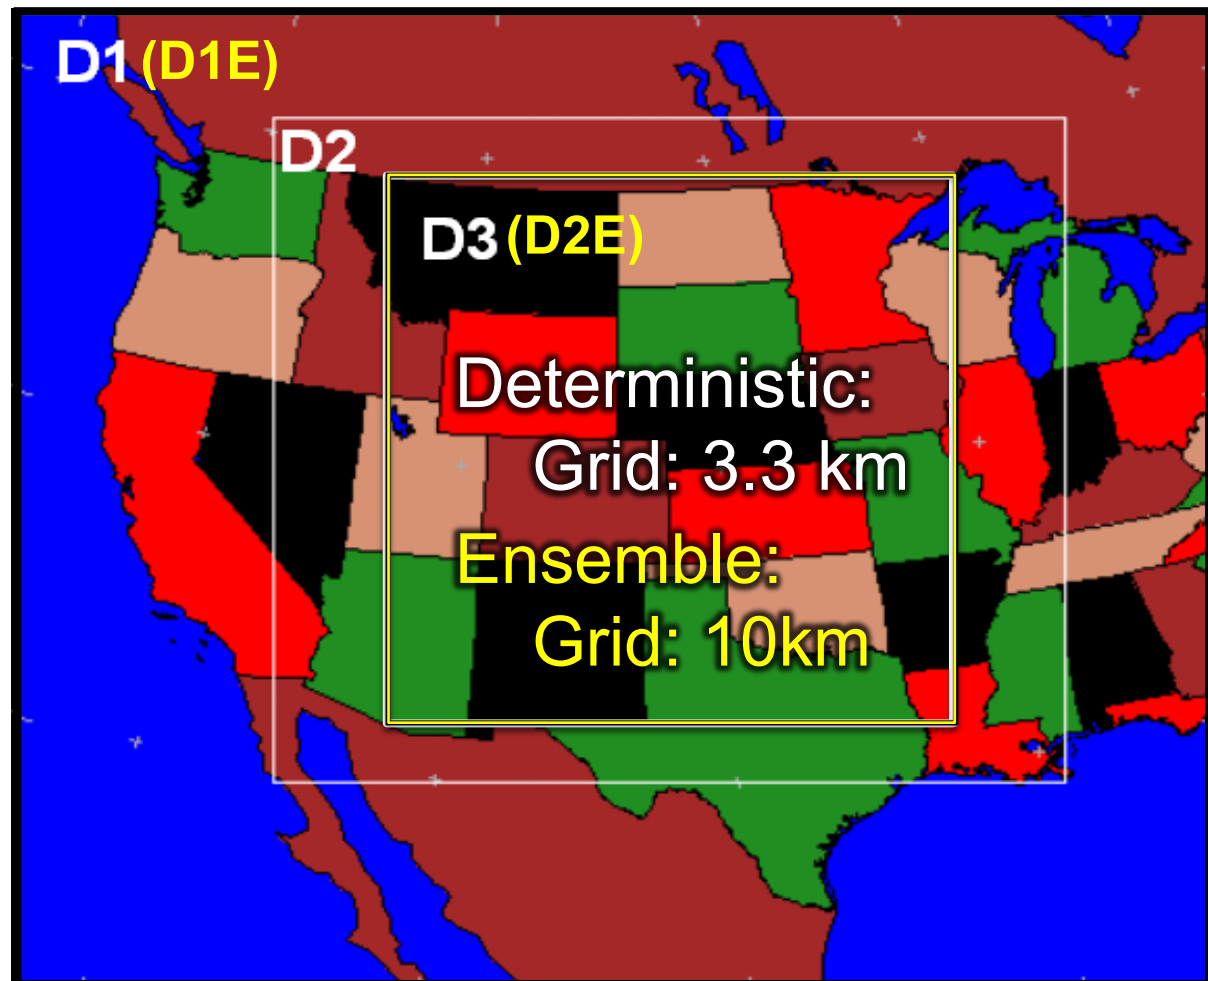 D1 (D1E)
D2
D3 (D2E)
Deterministic:
Grid: 3.3 km
Ensemble:
Grid: 10km